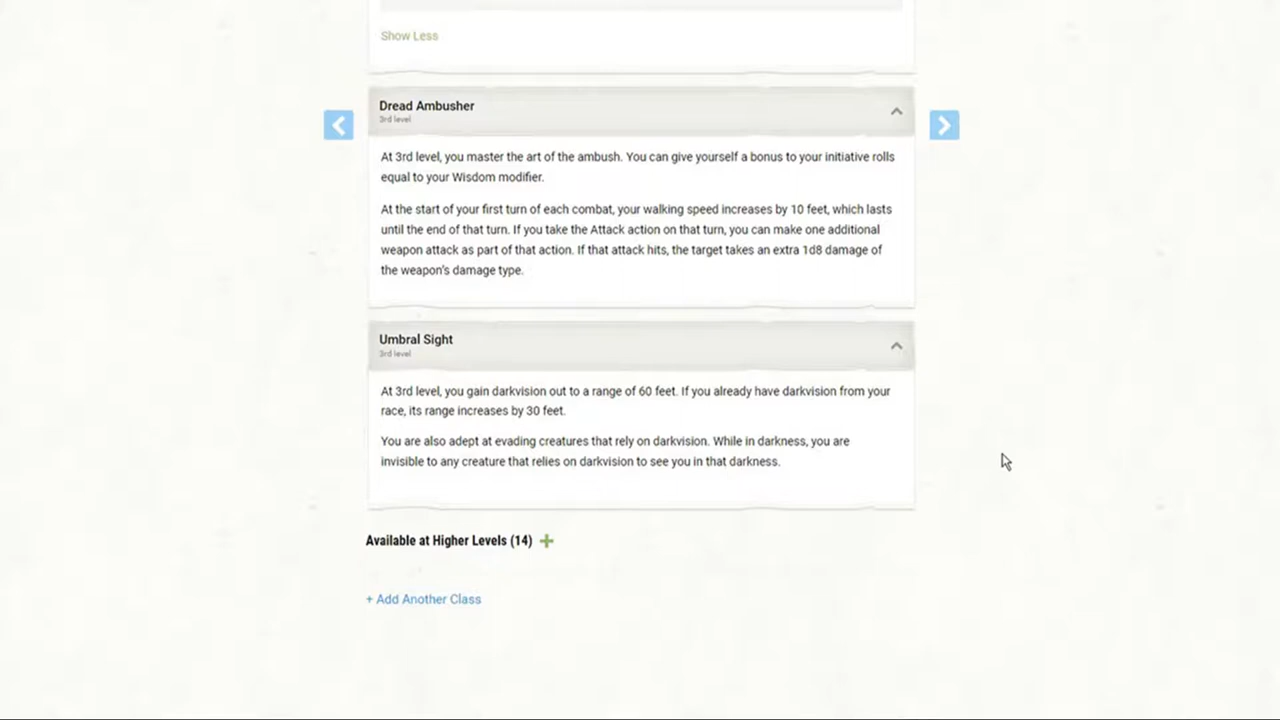 Show Less
Dread Ambusher
3rd level
At 3rd level, you master the art of the ambush. You can give yourself a bonus to your initiative rolls
equal to your Wisdom modifier.
At the start of your first turn of each combat, your walking speed increases by 10 feet, which lasts
until the end of that turn. If you take the Attack action on that turn, you can make one additional
weapon attack as part of that action. If that attack hits, the target takes an extra 1d8 damage of
the weapon's damage type.
Umbral Sight
3rd level
At 3rd level, you gain darkvision out to a range of 60 feet. If you already have darkvision from your
race, its range increases by 30 feet.
You are also adept at evading creatures that rely on darkvision. While in darkness, you are
invisible to any creature that relies on darkvision to see you in that darkness.
Available at Higher Levels (14)
+ Add Another Class